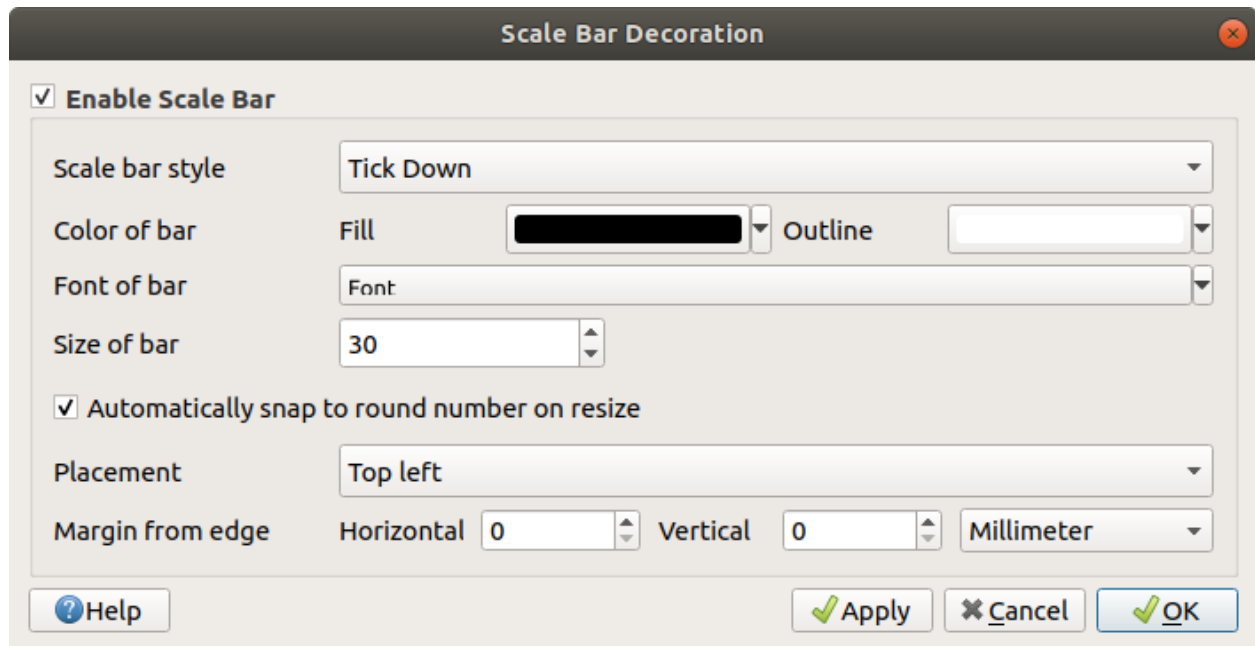 Scale Bar Decoration
Enable Scale Bar
Scale bar style Tick Down
Color of bar Fill Outline
Font of bar Font
Size of bar 30
Automatically snap to round number on resize
Placement Top left
Margin from edge Horizontal 0 Vertical 0 Millimeter
Help Apply Cancel OK